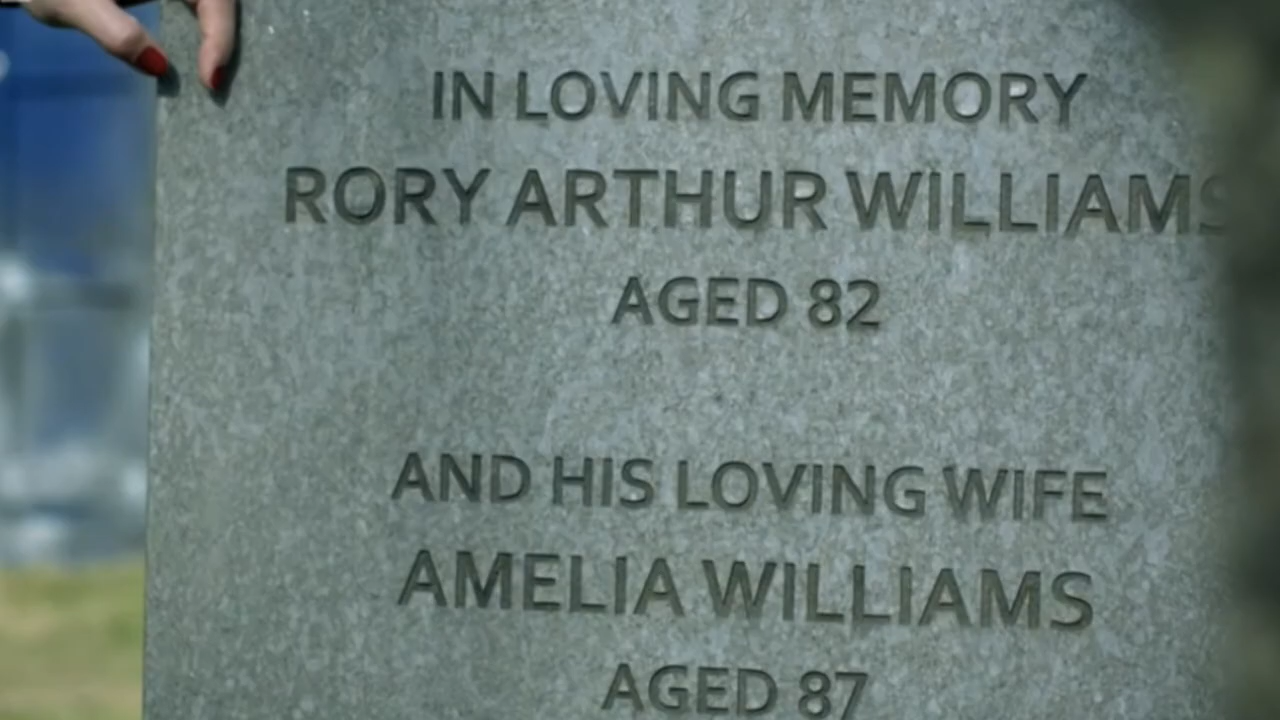 IN LOVING MEMORY
RORY ARTHUR WILLIAMS
AGED 82
AND HIS LOVING WIFE
AMELIA WILLIAMS
AGED 87